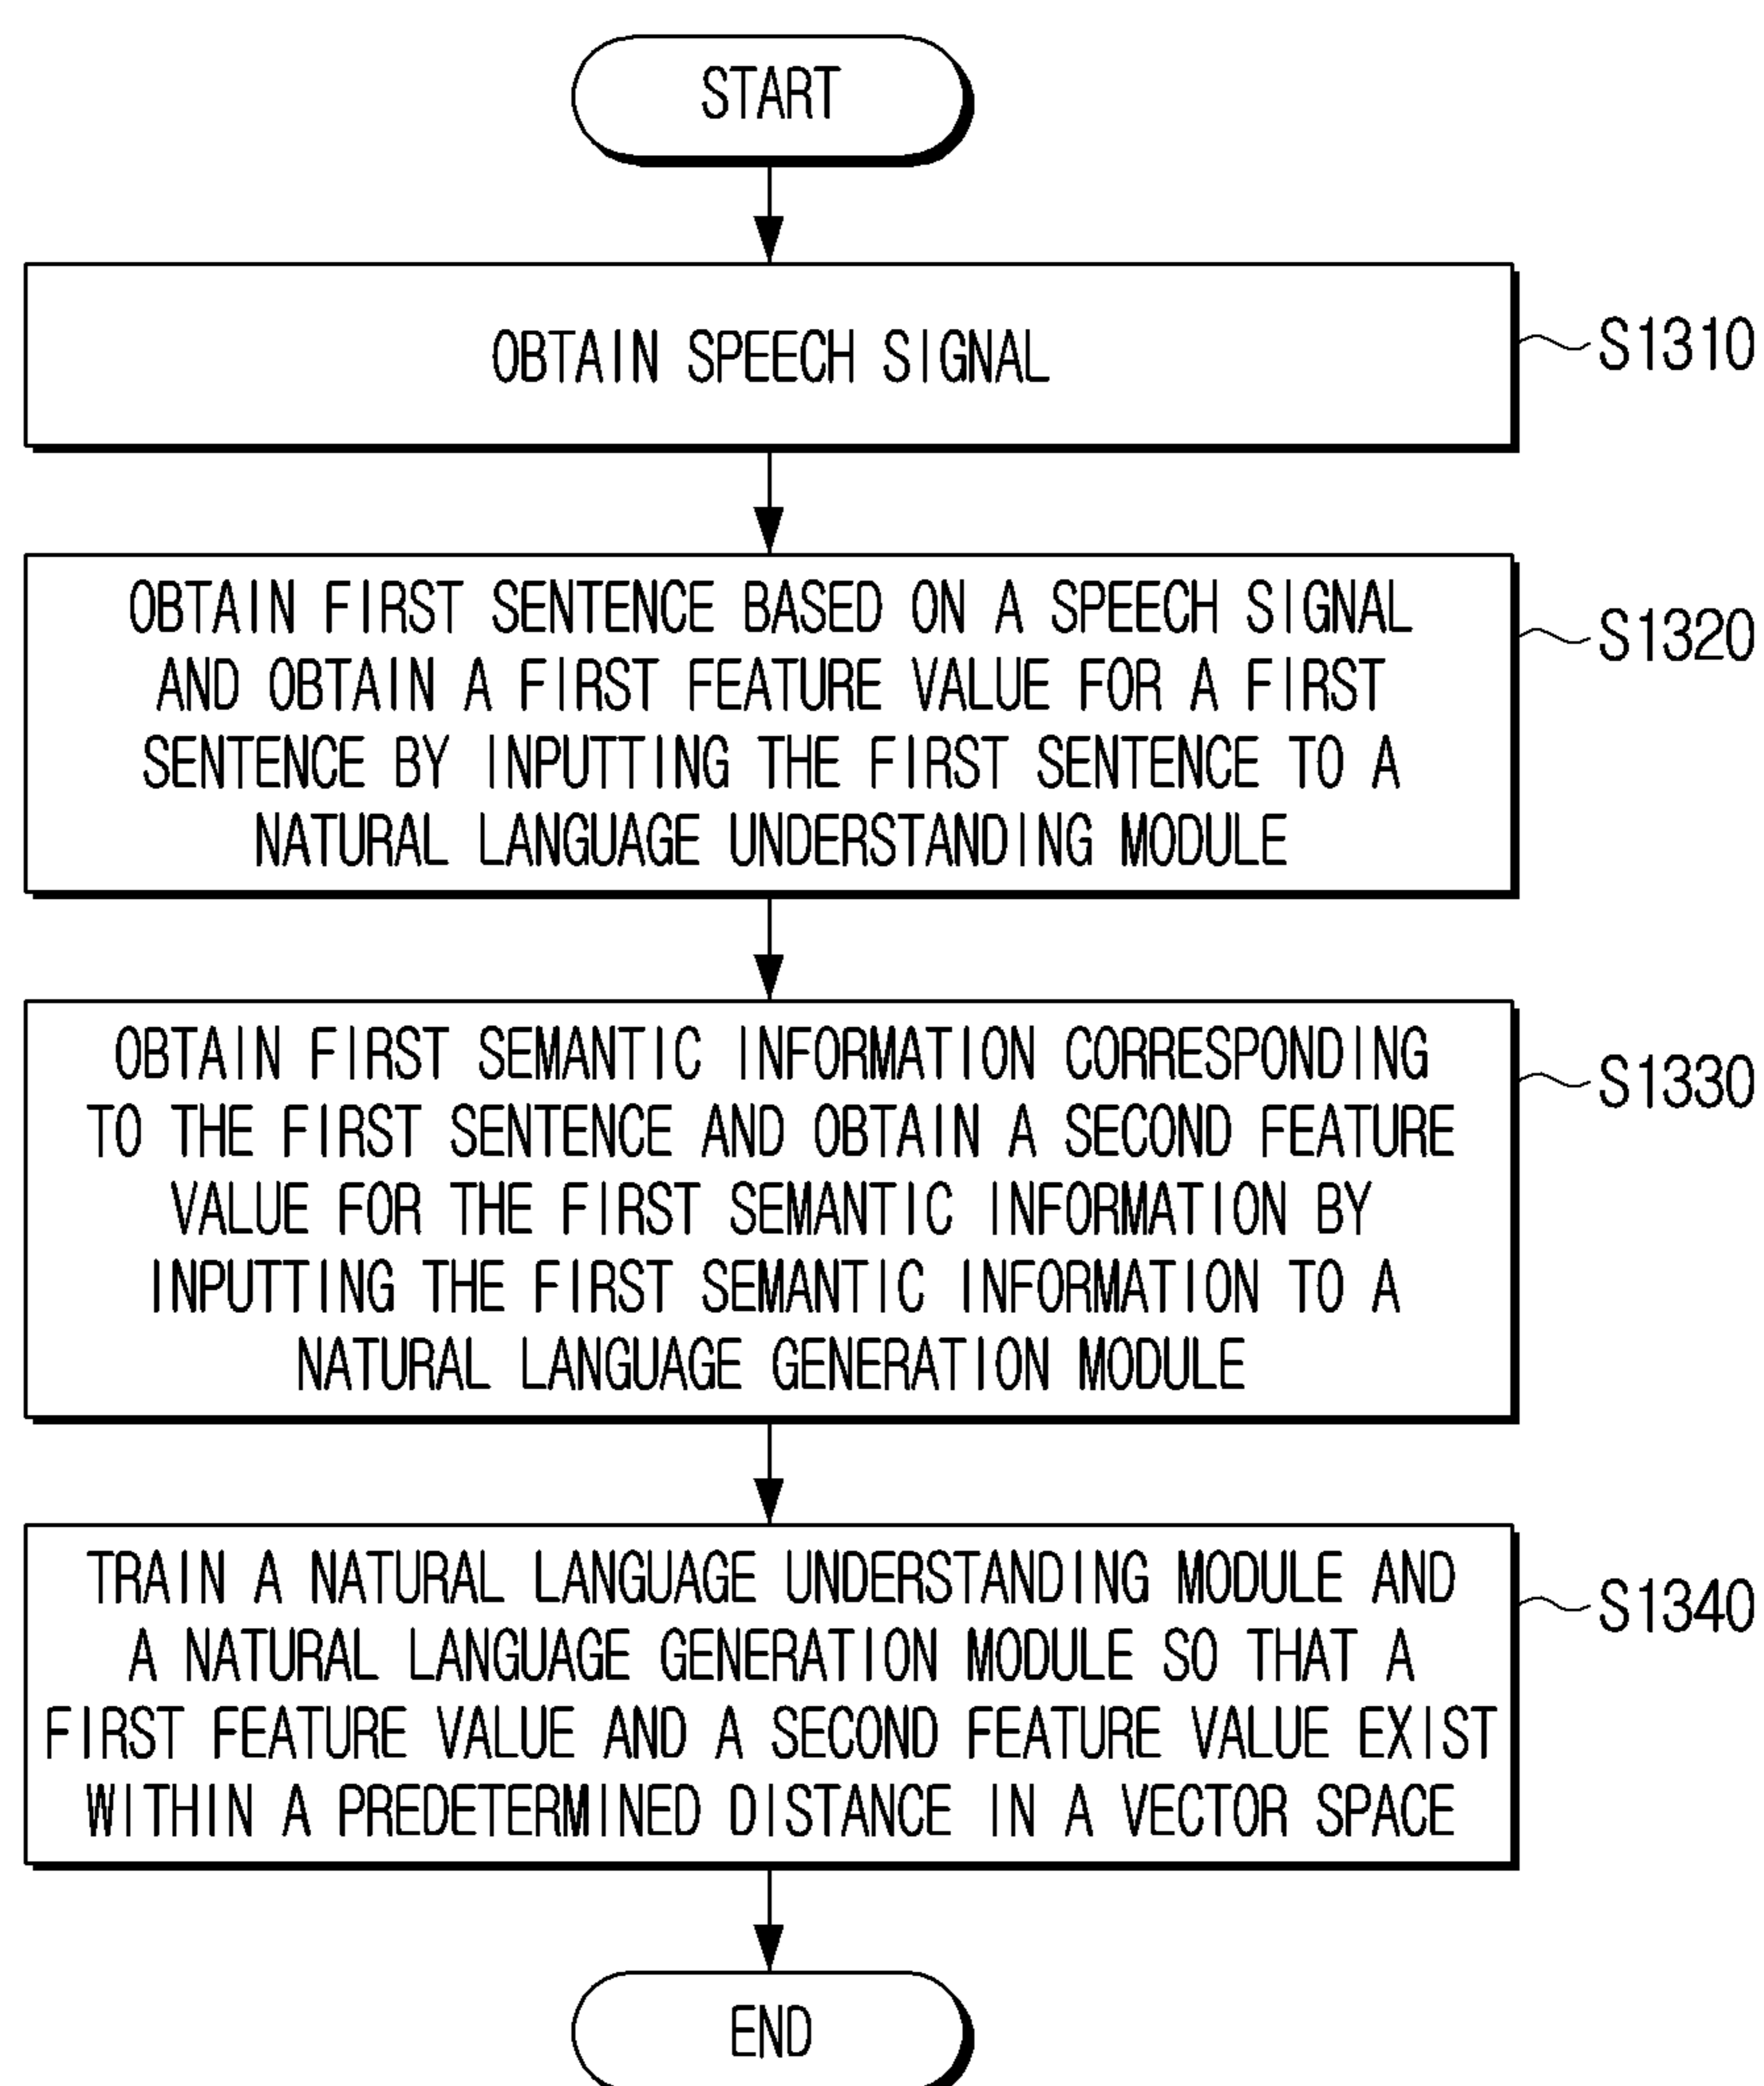 START
OBTAIN SPEECH SIGNAL
S1310
OBTAIN FIRST SENTENCE BASED ON A SPEECH SIGNAL
AND OBTAIN A FIRST FEATURE VALUE FOR A FIRST
SENTENCE BY INPUTTING THE FIRST SENTENCE TO A
NATURAL LANGUAGE UNDERSTANDING MODULE
S1320
OBTAIN FIRST SEMANTIC INFORMATION CORRESPONDING
TO THE FIRST SENTENCE AND OBTAIN A SECOND FEATURE
VALUE FOR THE FIRST SEMANTIC INFORMATION BY
INPUTTING THE FIRST SEMANTIC INFORMATION TO A
NATURAL LANGUAGE GENERATION MODULE
S1330
TRAIN A NATURAL LANGUAGE UNDERSTANDING MODULE AND
A NATURAL LANGUAGE GENERATION MODULE SO THAT A
FIRST FEATURE VALUE AND A SECOND FEATURE VALUE EXIST
WITHIN A PREDETERMINED DISTANCE IN A VECTOR SPACE
S1340
END